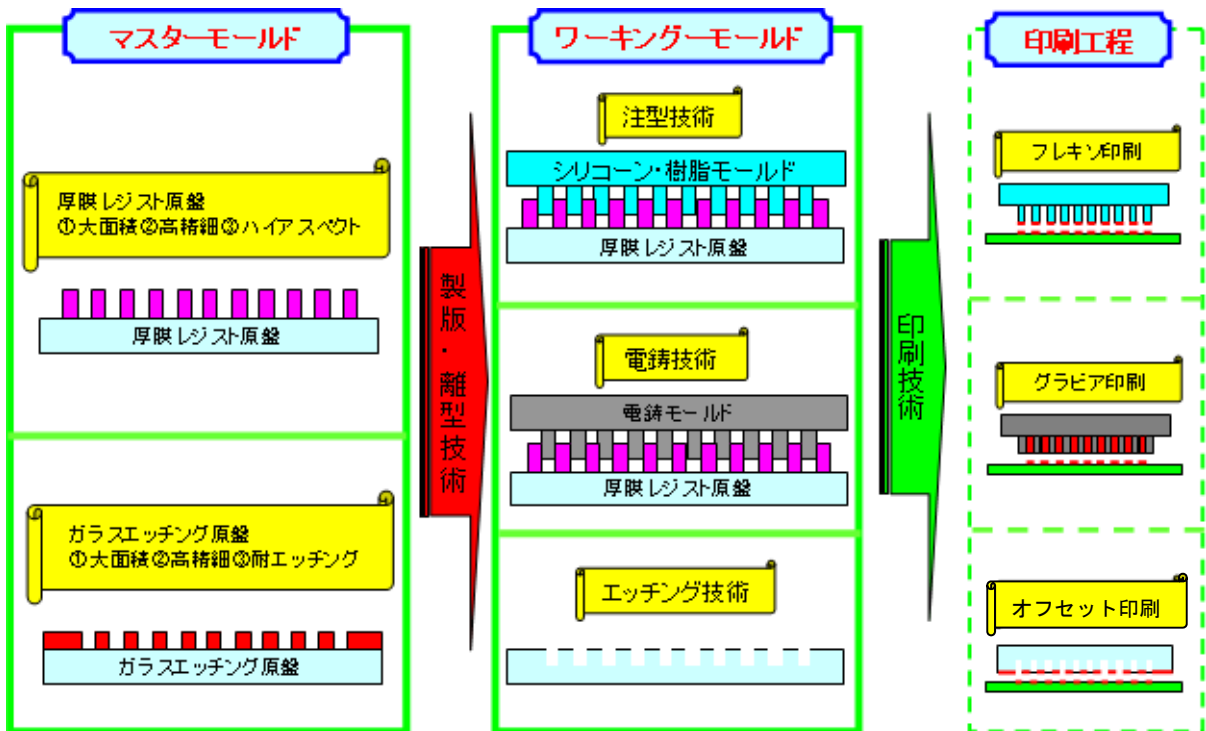 マスターモールド
厚膜レジスト原盤
①大面積②高精細③ハイアスペクト
厚膜レジスト原盤
ガラスエッチング原盤
①大面積②高精細③耐エッチング
ガラスエッチング原盤
製版・離型技術
ワーキングーモールド
注型技術
シリコーン・樹脂モールド
厚膜レジスト原盤
電鋳技術
電鋳モールド
厚膜レジスト原盤
エッチング技術
印刷技術
印刷工程
フレキソ印刷
グラビア印刷
オフセット印刷